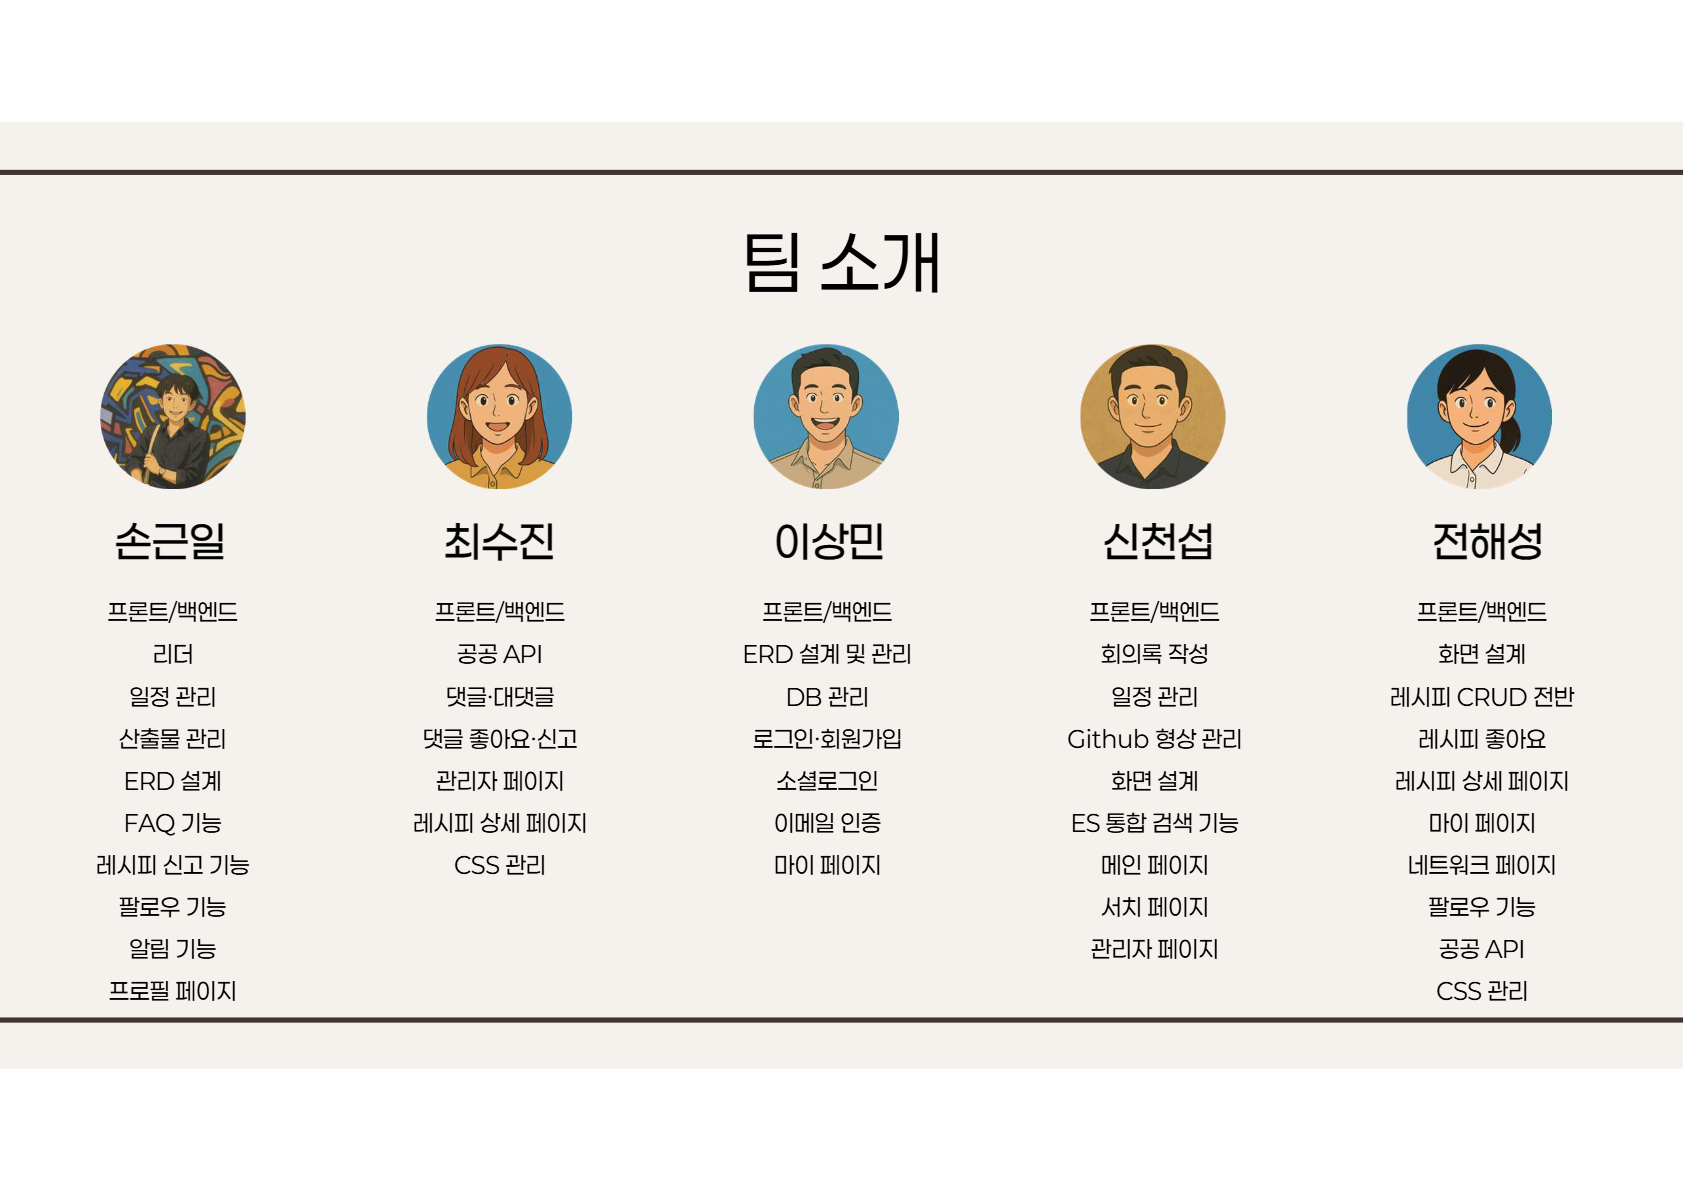 팀 소개
손근일
프론트/백엔드
리더
일정 관리
산출물 관리
ERD 설계
FAQ 기능
레시피 신고 기능
팔로우 기능
알림 기능
프로필 페이지
최수진
프론트/백엔드
공공 API
댓글·대댓글
댓글 좋아요·신고
관리자 페이지
레시피 상세 페이지
CSS 관리
이상민
프론트/백엔드
ERD 설계 및 관리
DB 관리
로그인·회원가입
소셜로그인
이메일 인증
마이 페이지
신천섭
프론트/백엔드
회의록 작성
일정 관리
Github 형상 관리
화면 설계
ES 통합 검색 기능
메인 페이지
서치 페이지
관리자 페이지
전해성
프론트/백엔드
화면 설계
레시피 CRUD 전반
레시피 좋아요
레시피 상세 페이지
마이 페이지
네트워크 페이지
팔로우 기능
공공 API
CSS 관리